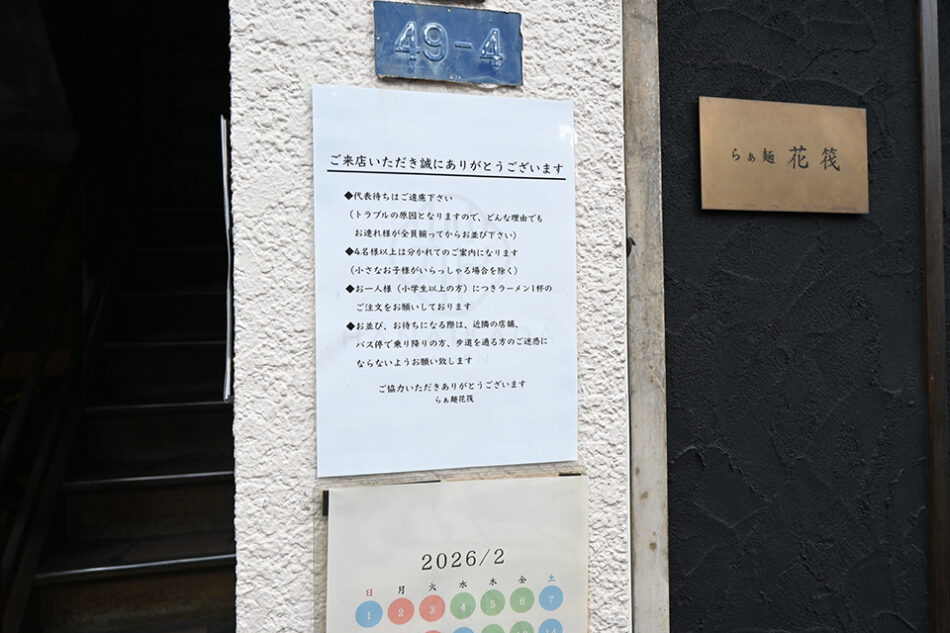 49-4
らぁ麺 花筏
ご来店いただき誠にありがとうございます
◆代表待ちはご遠慮下さい
(トラブルの原因となりますので、どんな理由でも
お連れ様が全員揃ってからお並び下さい)
◆4名様以上は分かれてのご案内になります
(小さなお子様がいらっしゃる場合を除く)
◆お一人様(小学生以上の方)につきラーメン1杯の
ご注文をお願いしております
◆お並び、お待ちになる際は、近隣の店舗、
バス停で乗り降りの方、歩道を通る方のご迷惑に
ならないようお願い致します
ご協力いただきありがとうございます
らぁ麺花筏
2026/2
日 月 火 水 木 金 土
1 2 3 4 5 6 7